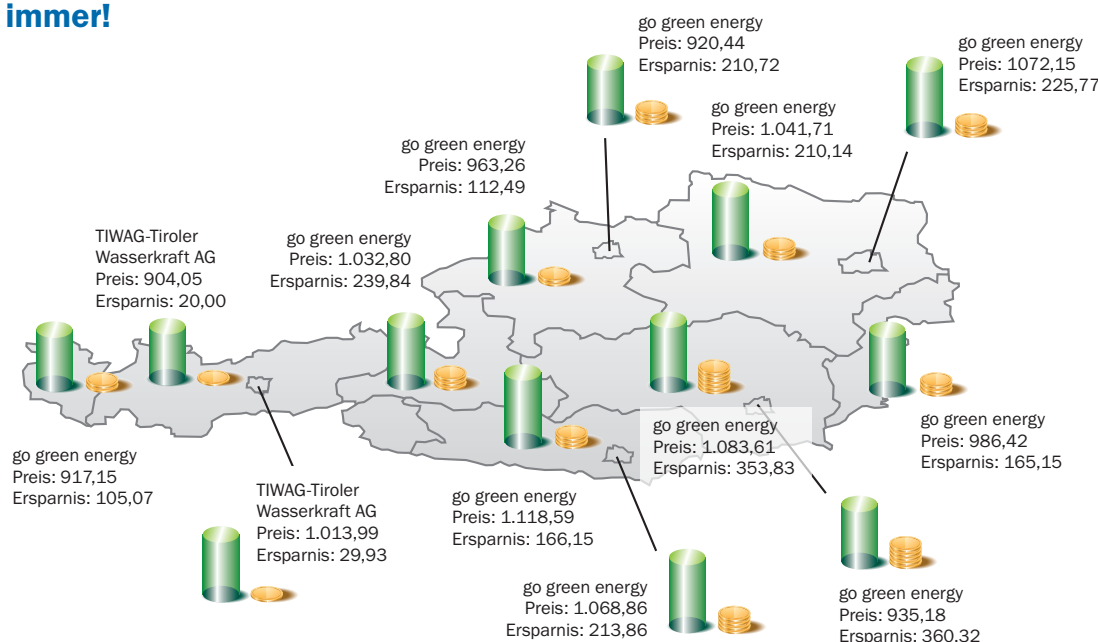 immer!
go green energy
Preis: 920,44
Ersparnis: 210,72
go green energy
Preis: 1072,15
Ersparnis: 225,77
go green energy
Preis: 1.041,71
Ersparnis: 210,14
go green energy
Preis: 963,26
Ersparnis: 112,49
TIWAG-Tiroler
Wasserkraft AG
Preis: 904,05
Ersparnis: 20,00
go green energy
Preis: 1.032,80
Ersparnis: 239,84
go green energy
Preis: 917,15
Ersparnis: 105,07
TIWAG-Tiroler
Wasserkraft AG
Preis: 1.013,99
Ersparnis: 29,93
go green energy
Preis: 1.118,59
Ersparnis: 166,15
go green energy
Preis: 1.083,61
Ersparnis: 353,83
go green energy
Preis: 986,42
Ersparnis: 165,15
go green energy
Preis: 1.068,86
Ersparnis: 213,86
go green energy
Preis: 935,18
Ersparnis: 360,32